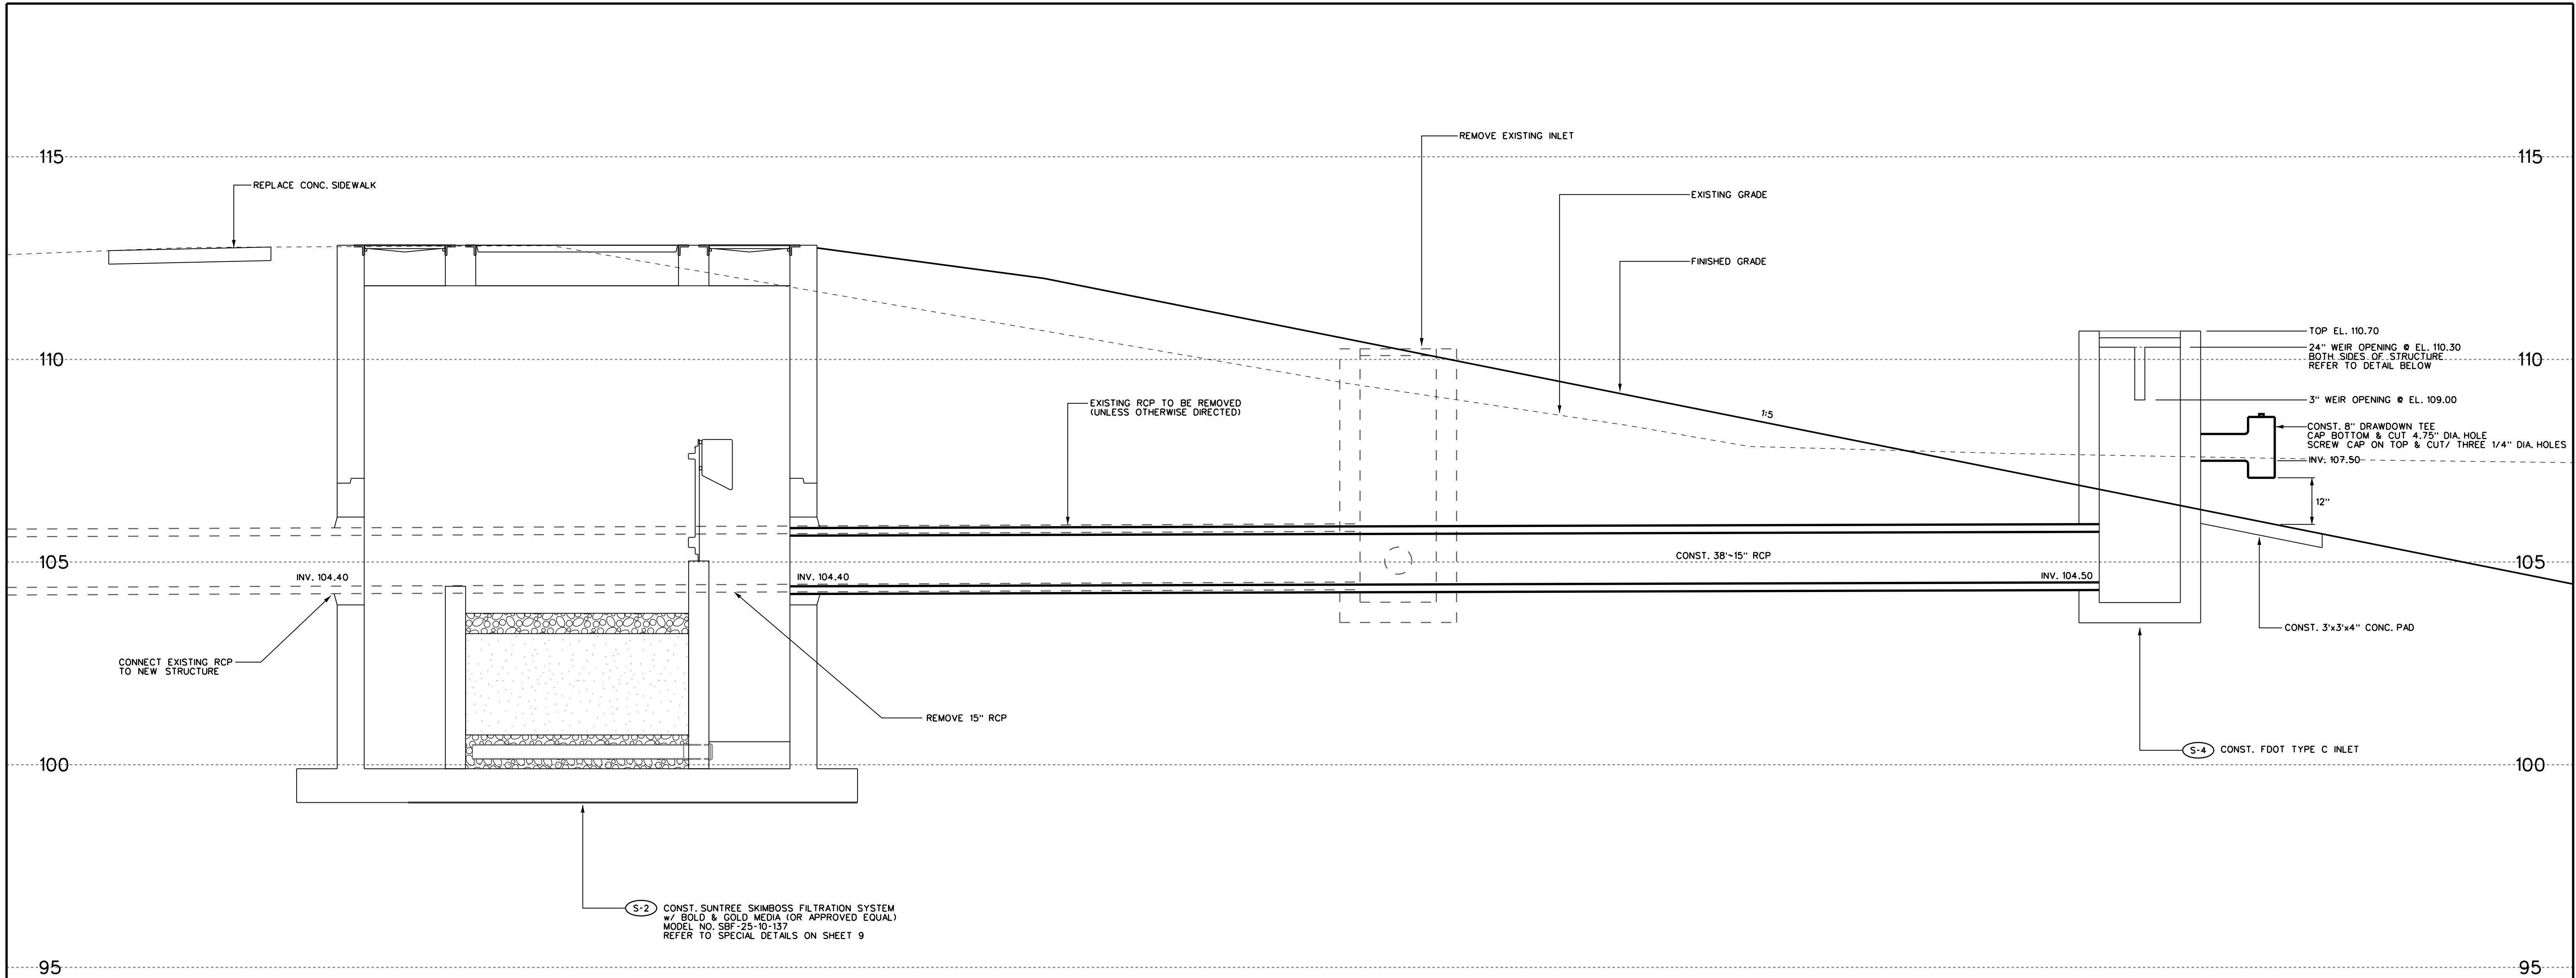 REMOVE EXISTING INLET
115
115
REPLACE CONC. SIDEWALK
EXISTING GRADE
FINISHED GRADE
TOP EL. 110.70
24" WEIR OPENING @ EL. 110.30
BOTH SIDES OF STRUCTURE
REFER TO DETAIL BELOW
110
110
EXISTING RCP TO BE REMOVED
(UNLESS OTHERWISE DIRECTED)
3" WEIR OPENING @ EL. 109.00
1:5
CONST. 8" DRAWDOWN TEE
CAP BOTTOM & CUT 4.75" DIA. HOLE
SCREW CAP ON TOP & CUT/ THREE 1/4" DIA. HOLES
INV. 107.50
12"
105
CONST. 38'~15" RCP
105
INV. 104.40
INV. 104.40
INV. 104.50
CONST. 3'x3'x4" CONC. PAD
CONNECT EXISTING RCP
TO NEW STRUCTURE
REMOVE 15" RCP
S-4 CONST. FDOT TYPE C INLET
100
100
S-2 CONST. SUNTREE SKIMBOSS FILTRATION SYSTEM
w/ BOLD & GOLD MEDIA (OR APPROVED EQUAL)
MODEL NO. SBF-25-10-137
REFER TO SPECIAL DETAILS ON SHEET 9
95
95